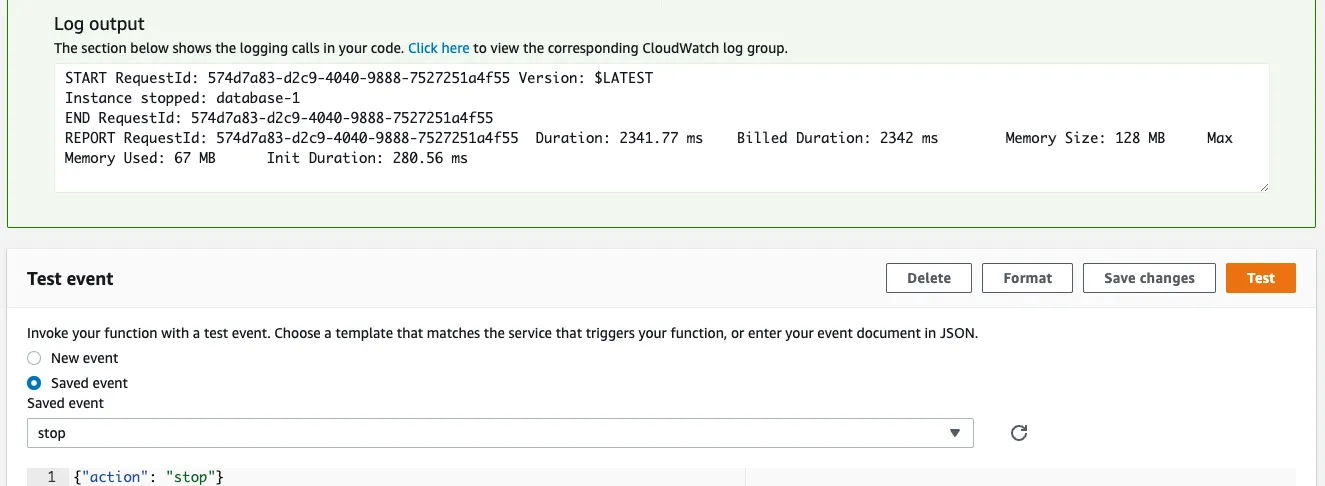 Log output
The section below shows the logging calls in your code. Click here to view the corresponding CloudWatch log group.
START RequestId: 574d7a83-d2c9-4040-9888-7527251a4f55 Version: $LATEST
Instance stopped: database-1
END RequestId: 574d7a83-d2c9-4040-9888-7527251a4f55
REPORT RequestId: 574d7a83-d2c9-4040-9888-7527251a4f55 Duration: 2341.77 ms Billed Duration: 2342 ms Memory Size: 128 MB Max
Memory Used: 67 MB Init Duration: 280.56 ms
Test event Delete Format Save changes Test
Invoke your function with a test event. Choose a template that matches the service that triggers your function, or enter your event document in JSON.
New event
Saved event
Saved event
stop
1 {"action": "stop"}